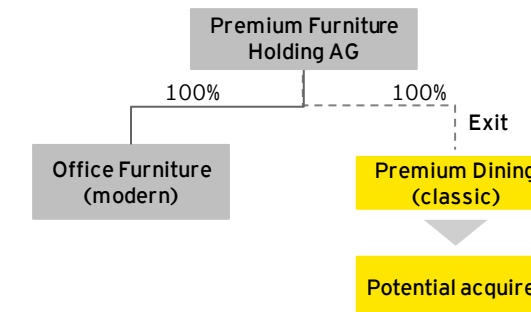 Premium Furniture
Holding AG
100%
100%
Exit
Office Furniture
(modern)
Premium Dining
(classic)
Potential acquire